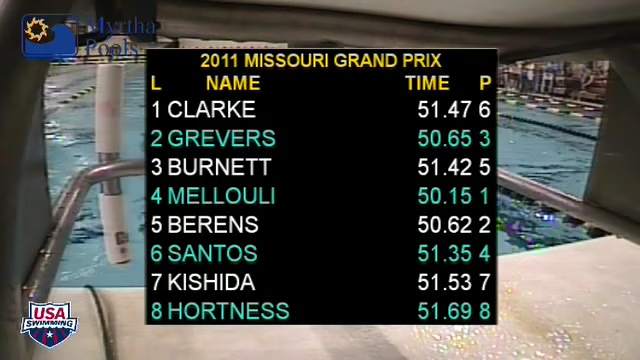 Myrtha
Pools
2011 MISSOURI GRAND PRIX
L NAME TIME P
1 CLARKE 51.47 6
2 GREVERS 50.65 3
3 BURNETT 51.42 5
4 MELLOULI 50.15 1
5 BERENS 50.62 2
6 SANTOS 51.35 4
7 KISHIDA 51.53 7
8 HORTNESS 51.69 8
USA
SWIMMING